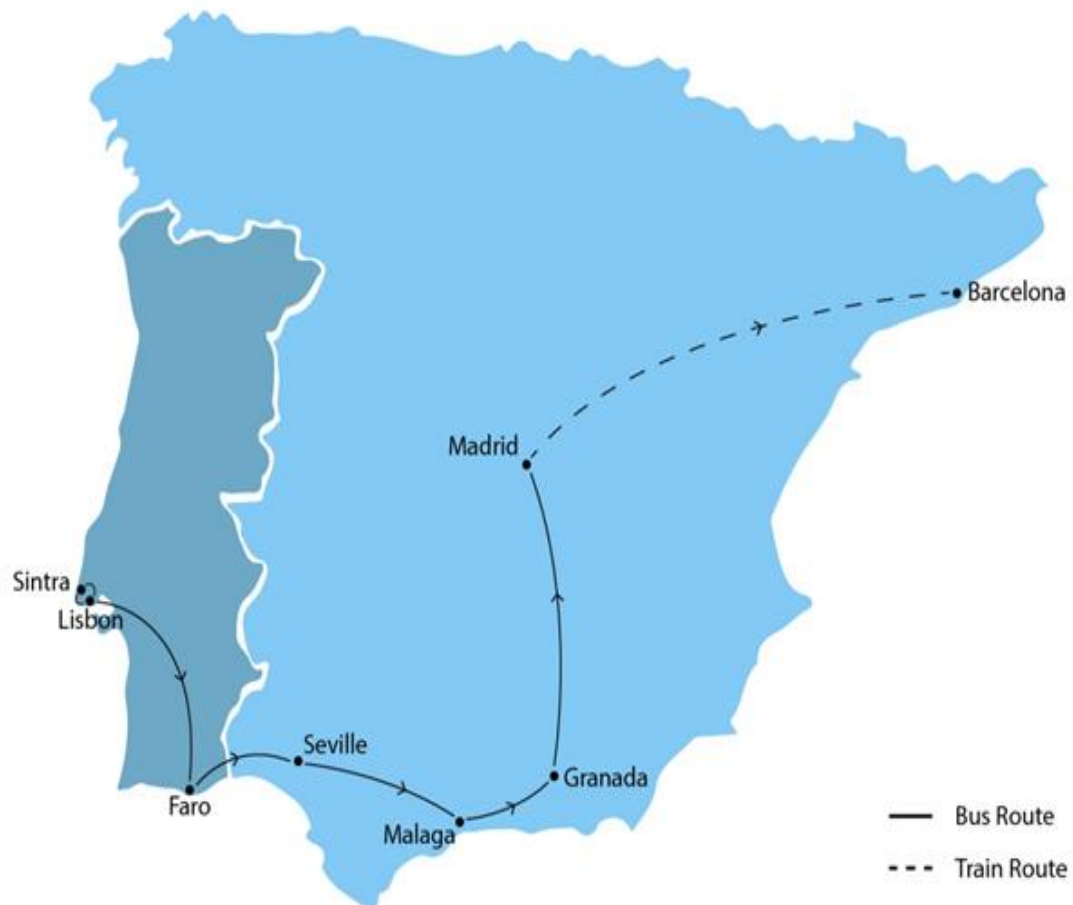 Barcelona
Madrid
Sintra
Lisbon
Seville
Faro
Granada
Malaga
Bus Route
Train Route